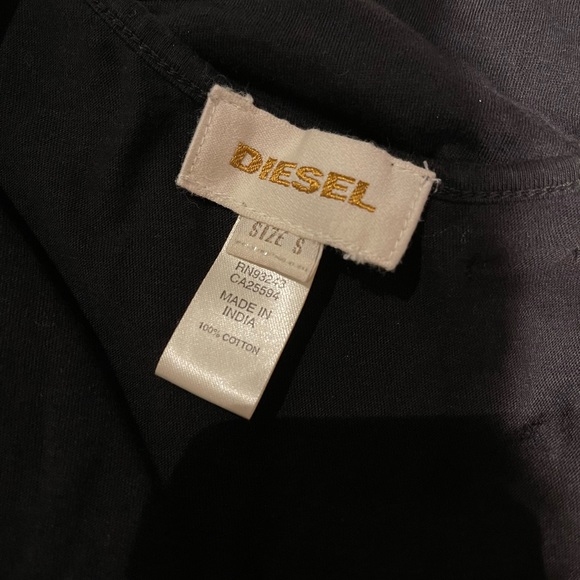 DIESEL
SIZE S
RN93243
CA25594
MADE IN
INDIA
100% COTTON